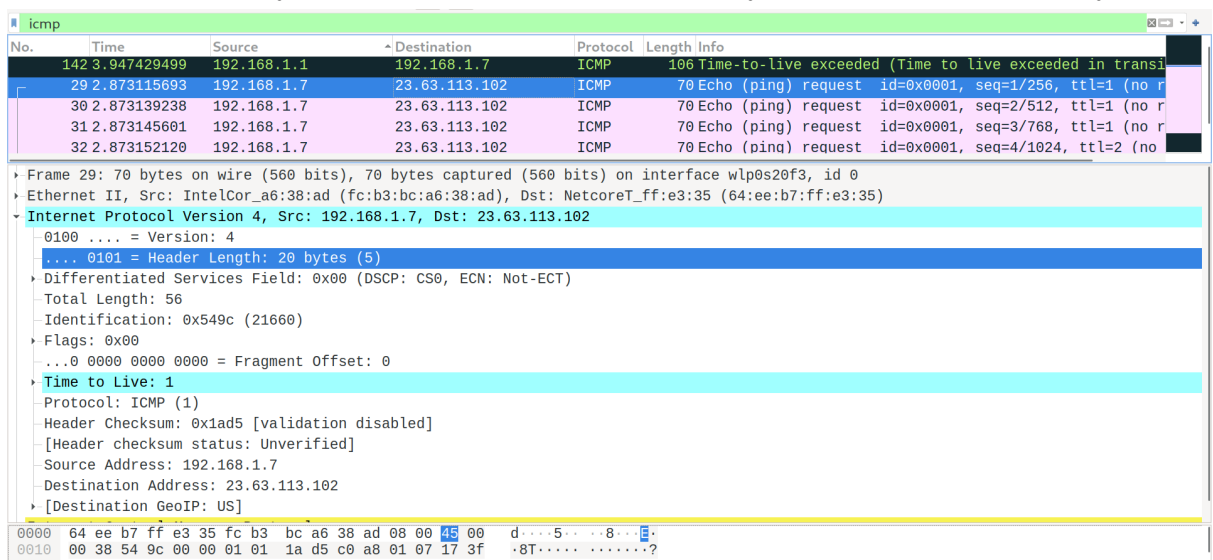 icmp
No. Time Source Destination Protocol Length Info
142 3.947429499 192.168.1.1 192.168.1.7 ICMP 106 Time-to-live exceeded (Time to live exceeded in transi
29 2.873115693 192.168.1.7 23.63.113.102 ICMP 70 Echo (ping) request id=0x0001, seq=1/256, ttl=1 (no r
30 2.873139238 192.168.1.7 23.63.113.102 ICMP 70 Echo (ping) request id=0x0001, seq=2/512, ttl=1 (no r
31 2.873145601 192.168.1.7 23.63.113.102 ICMP 70 Echo (ping) request id=0x0001, seq=3/768, ttl=1 (no r
32 2.873152120 192.168.1.7 23.63.113.102 ICMP 70 Echo (ping) request id=0x0001, seq=4/1024, ttl=2 (no
Frame 29: 70 bytes on wire (560 bits), 70 bytes captured (560 bits) on interface wlp0s20f3, id 0
Ethernet II, Src: IntelCor_a6:38:ad (fc:b3:bc:a6:38:ad), Dst: NetcoreT_ff:e3:35 (64:ee:b7:ff:e3:35)
Internet Protocol Version 4, Src: 192.168.1.7, Dst: 23.63.113.102
0100 .... = Version: 4
.... 0101 = Header Length: 20 bytes (5)
Differentiated Services Field: 0x00 (DSCP: CS0, ECN: Not-ECT)
Total Length: 56
Identification: 0x549c (21660)
Flags: 0x00
...0 0000 0000 0000 = Fragment Offset: 0
Time to Live: 1
Protocol: ICMP (1)
Header Checksum: 0x1ad5 [validation disabled]
[Header checksum status: Unverified]
Source Address: 192.168.1.7
Destination Address: 23.63.113.102
[Destination GeoIP: US]
0000 64 ee b7 ff e3 35 fc b3 bc a6 38 ad 08 00 45 00 d····5·· ··8···E·
0010 00 38 54 9c 00 00 01 01 1a d5 c0 a8 01 07 17 3f ·8T····· ·······?